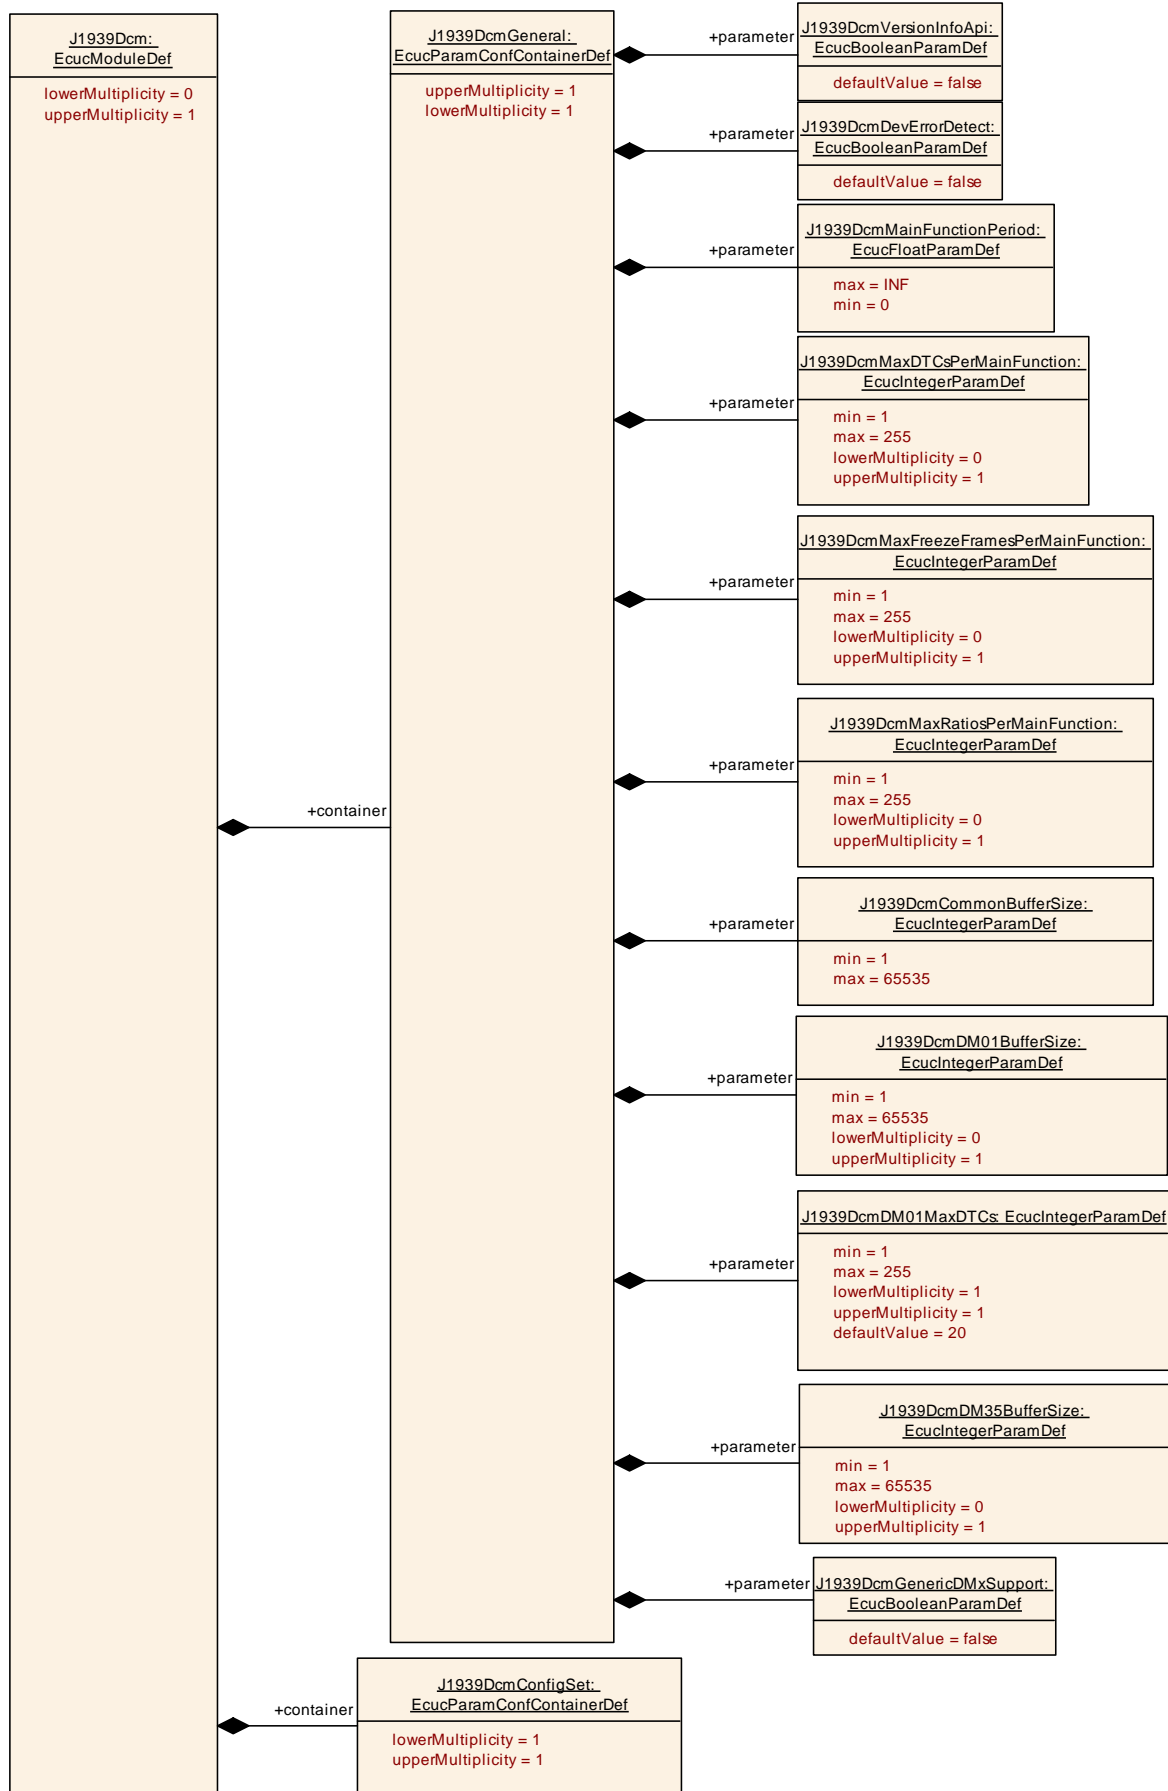 J1939Dcm:
EcucModuleDef
lowerMultiplicity = 0
upperMultiplicity = 1
J1939DcmGeneral:
EcucParamConfContainerDef
upperMultiplicity = 1
lowerMultiplicity = 1
+parameter
J1939DcmVersionInfoApi:
EcucBooleanParamDef
defaultValue = false
+parameter
J1939DcmDevErrorDetect:
EcucBooleanParamDef
defaultValue = false
+parameter
J1939DcmMainFunctionPeriod:
EcucFloatParamDef
max = INF
min = 0
+parameter
J1939DcmMaxDTCsPerMainFunction:
EcucIntegerParamDef
min = 1
max = 255
lowerMultiplicity = 0
upperMultiplicity = 1
+parameter
J1939DcmMaxFreezeFramesPerMainFunction:
EcucIntegerParamDef
min = 1
max = 255
lowerMultiplicity = 0
upperMultiplicity = 1
+parameter
J1939DcmMaxRatiosPerMainFunction:
EcucIntegerParamDef
min = 1
max = 255
lowerMultiplicity = 0
upperMultiplicity = 1
+container
+parameter
J1939DcmCommonBufferSize:
EcucIntegerParamDef
min = 1
max = 65535
+parameter
J1939DcmDM01BufferSize:
EcucIntegerParamDef
min = 1
max = 65535
lowerMultiplicity = 0
upperMultiplicity = 1
+parameter
J1939DcmDM01MaxDTCs: EcucIntegerParamDef
min = 1
max = 255
lowerMultiplicity = 1
upperMultiplicity = 1
defaultValue = 20
+parameter
J1939DcmDM35BufferSize:
EcucIntegerParamDef
min = 1
max = 65535
lowerMultiplicity = 0
upperMultiplicity = 1
+parameter
J1939DcmGenericDMxSupport:
EcucBooleanParamDef
defaultValue = false
+container
J1939DcmConfigSet:
EcucParamConfContainerDef
lowerMultiplicity = 1
upperMultiplicity = 1